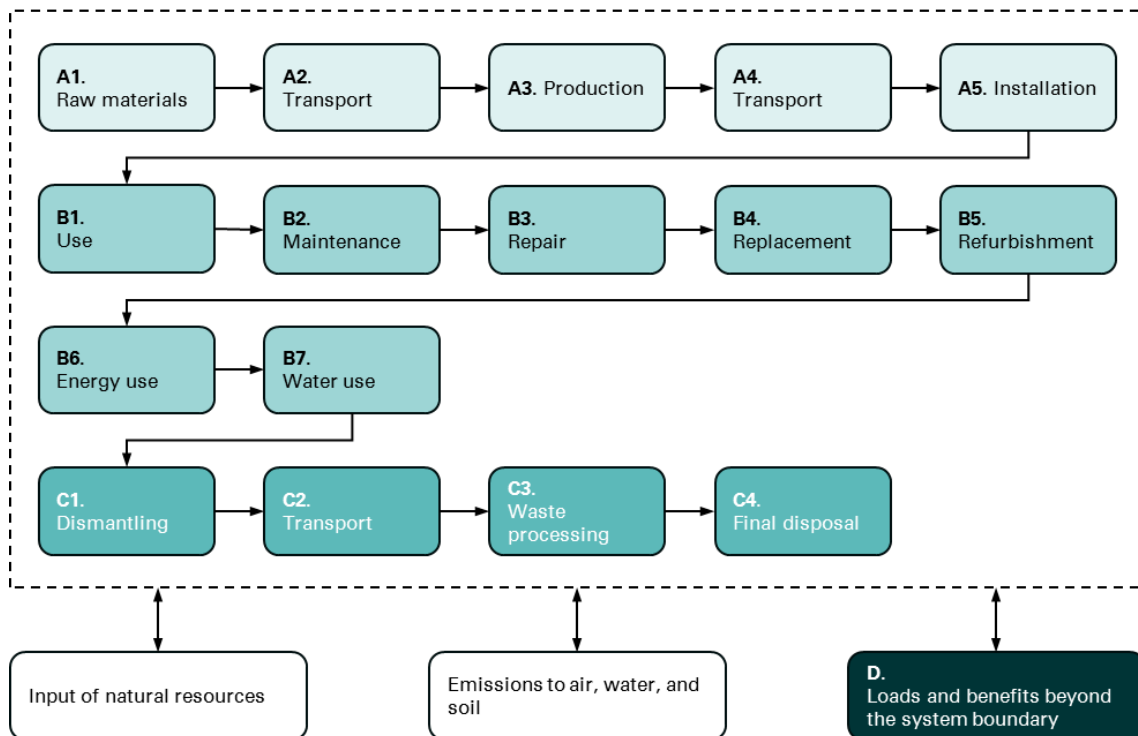 A1.
Raw materials
A2.
Transport
A3. Production
A4.
Transport
A5. Installation
B1.
Use
B2.
Maintenance
B3.
Repair
B4.
Replacement
B5.
Refurbishment
B6.
Energy use
B7.
Water use
C1.
Dismantling
C2.
Transport
C3.
Waste
processing
C4.
Final disposal
Input of natural resources
Emissions to air, water, and
soil
D.
Loads and benefits beyond
the system boundary